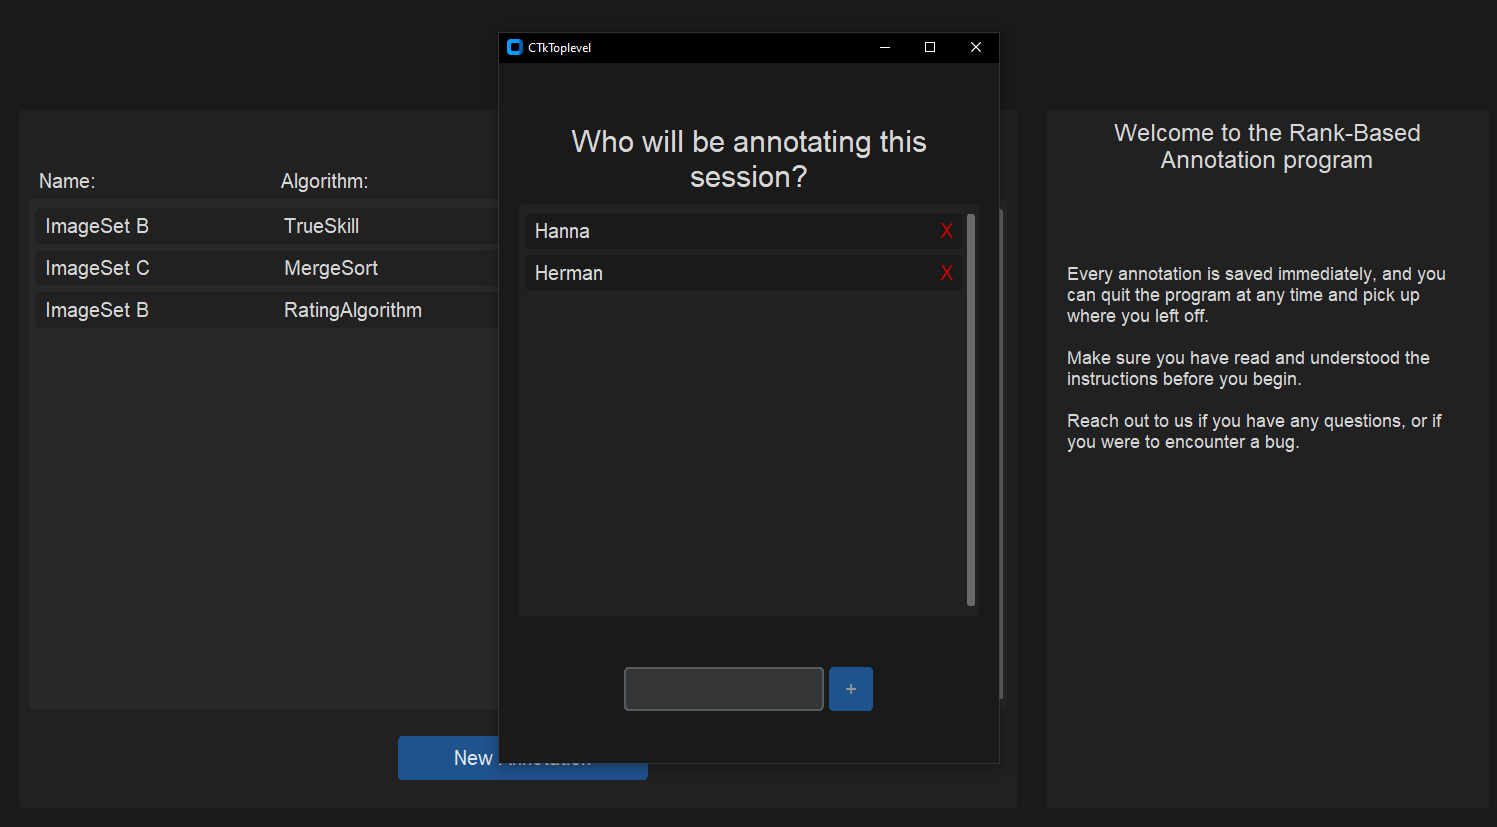 CTkToplevel
Who will be annotating this
session?
Hanna X
Herman X
+
Name: Algorithm:
ImageSet B TrueSkill
ImageSet C MergeSort
ImageSet B RatingAlgorithm
New
Welcome to the Rank-Based
Annotation program
Every annotation is saved immediately, and you
can quit the program at any time and pick up
where you left off.
Make sure you have read and understood the
instructions before you begin.
Reach out to us if you have any questions, or if
you were to encounter a bug.